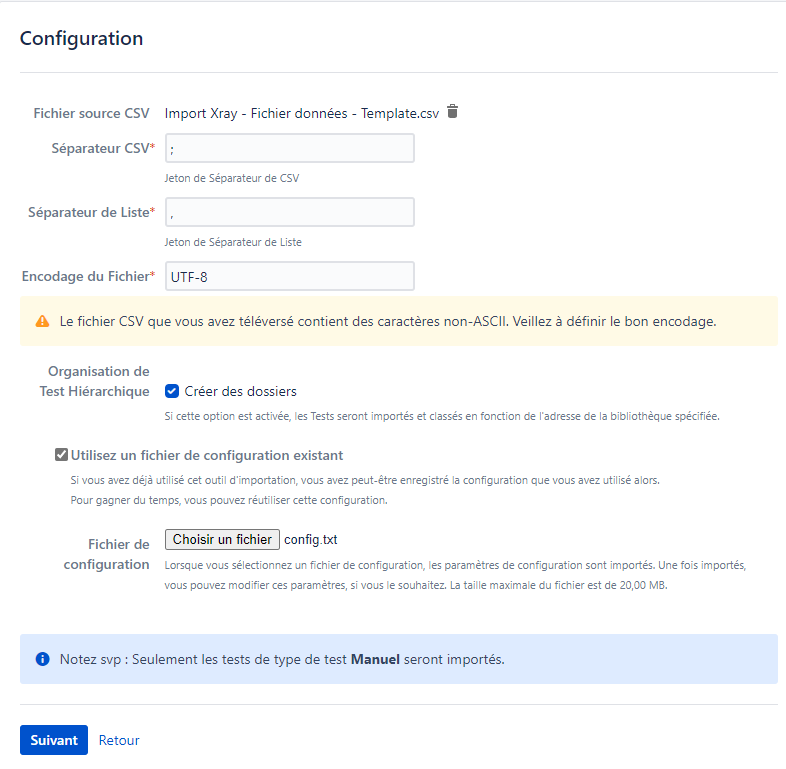 Configuration
Fichier source CSV Import Xray - Fichier données - Template.csv
Séparateur CSV* ;
Jeton de Séparateur de CSV
Séparateur de Liste* ,
Jeton de Séparateur de Liste
Encodage du Fichier* UTF-8
Le fichier CSV que vous avez téléversé contient des caractères non-ASCII. Veillez à définir le bon encodage.
Organisation de
Test Hiérarchique Créer des dossiers
Si cette option est activée, les Tests seront importés et classés en fonction de l'adresse de la bibliothèque spécifiée.
Utilisez un fichier de configuration existant
Si vous avez déjà utilisé cet outil d'importation, vous avez peut-être enregistré la configuration que vous avez utilisé alors.
Pour gagner du temps, vous pouvez réutiliser cette configuration.
Fichier de
configuration
Choisir un fichier config.txt
Lorsque vous sélectionnez un fichier de configuration, les paramètres de configuration sont importés. Une fois importés,
vous pouvez modifier ces paramètres, si vous le souhaitez. La taille maximale du fichier est de 20,00 MB.
Notez svp : Seulement les tests de type de test Manuel seront importés.
Suivant Retour